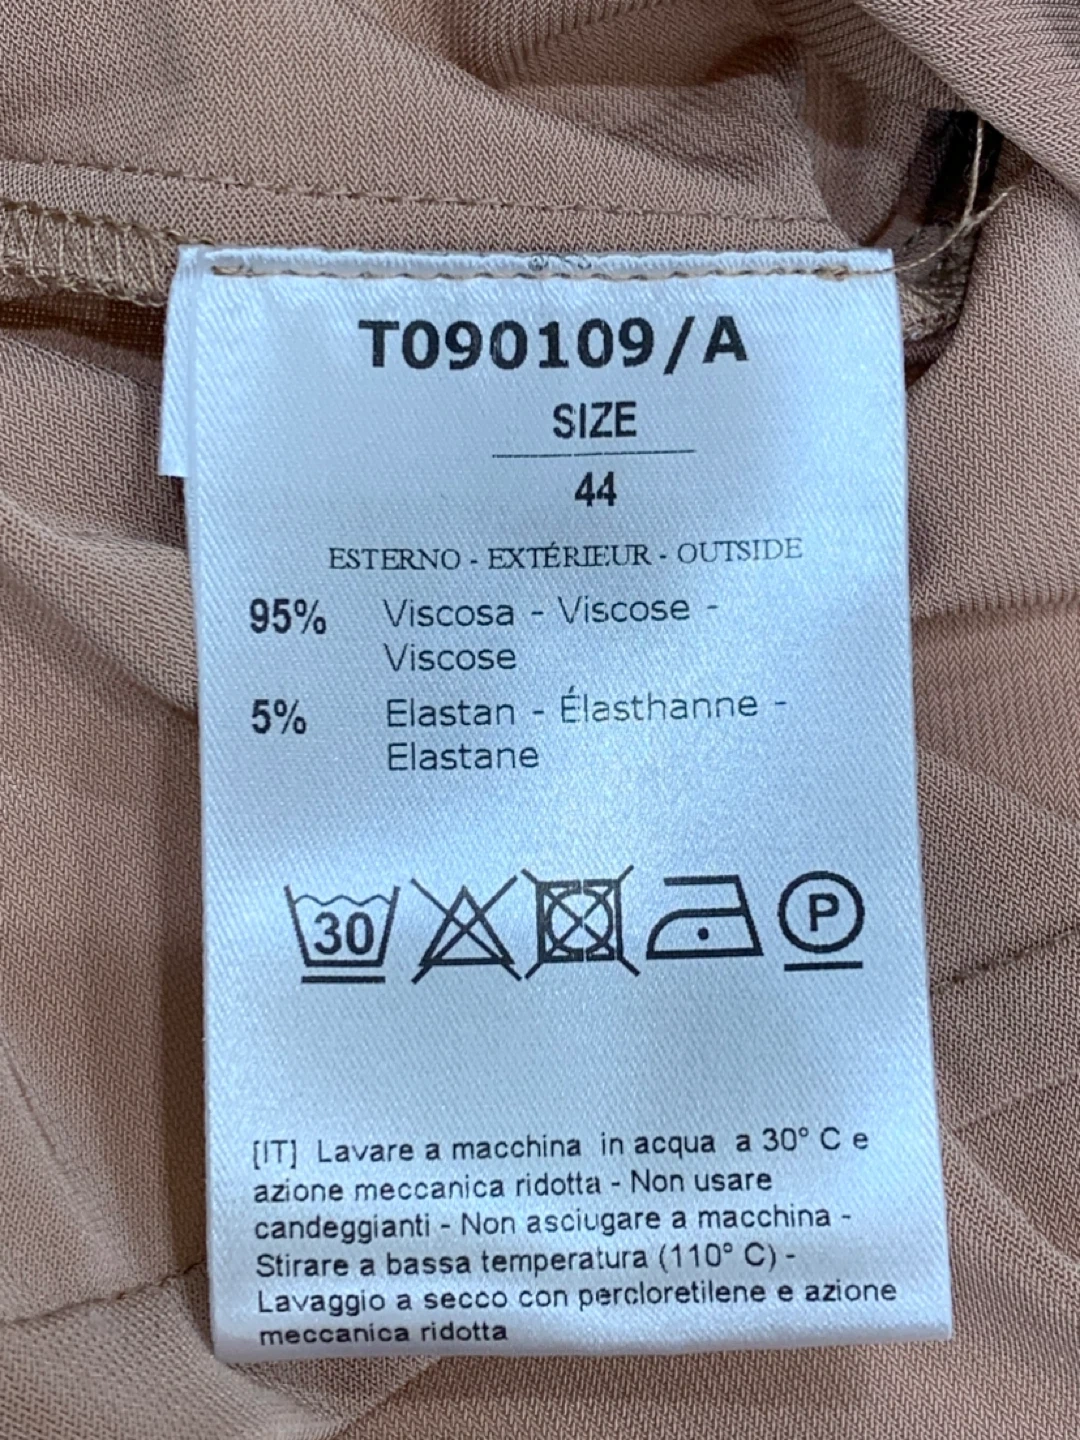 T090109/A
SIZE
44
ESTERNO - EXTÉRIEUR - OUTSIDE
95% Viscosa - Viscose -
Viscose
5% Elastan - Élasthanne -
Elastane
30 P
[IT] Lavare a macchina in acqua a 30° C e
azione meccanica ridotta - Non usare
candeggianti - Non asciugare a macchina -
Stirare a bassa temperatura (110° C) -
Lavaggio a secco con percloretilene e azione
meccanica ridotta